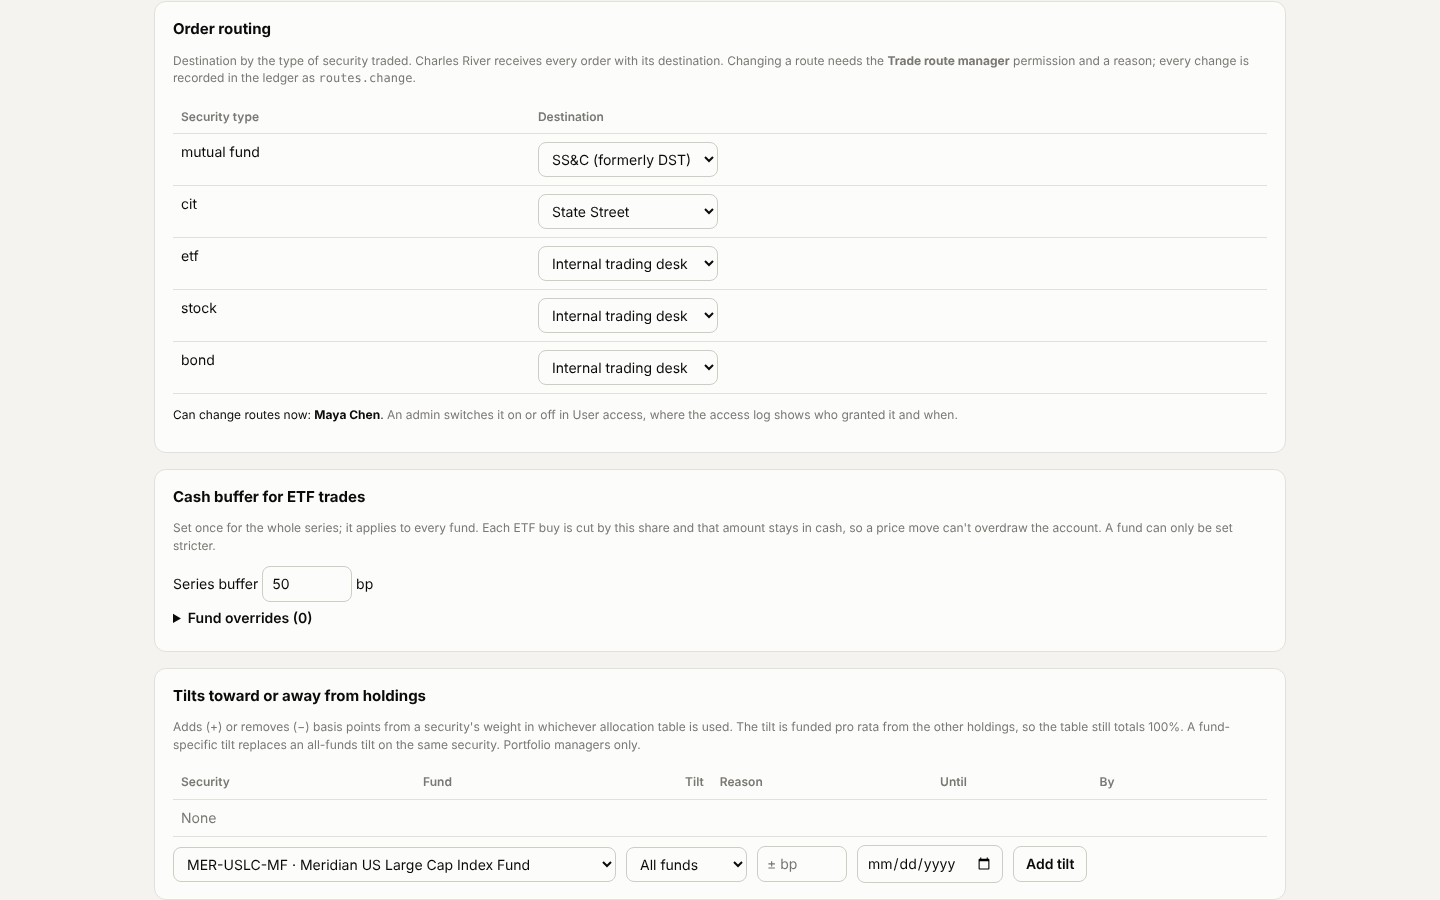 Order routing
Destination by the type of security traded. Charles River receives every order with its destination. Changing a route needs the Trade route manager permission and a reason; every change is
recorded in the ledger as routes.change.
Security type Destination
mutual fund SS&C (formerly DST)
cit State Street
etf Internal trading desk
stock Internal trading desk
bond Internal trading desk
Can change routes now: Maya Chen. An admin switches it on or off in User access, where the access log shows who granted it and when.
Cash buffer for ETF trades
Set once for the whole series; it applies to every fund. Each ETF buy is cut by this share and that amount stays in cash, so a price move can't overdraw the account. A fund can only be set
stricter.
Series buffer 50 bp
Fund overrides (0)
Tilts toward or away from holdings
Adds (+) or removes (−) basis points from a security's weight in whichever allocation table is used. The tilt is funded pro rata from the other holdings, so the table still totals 100%. A fund-
specific tilt replaces an all-funds tilt on the same security. Portfolio managers only.
Security Fund Tilt Reason Until By
None
MER-USLC-MF · Meridian US Large Cap Index Fund All funds ± bp mm/dd/yyyy Add tilt